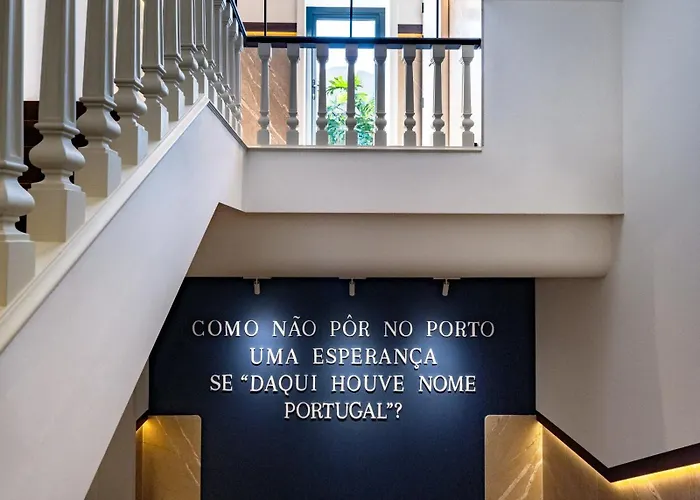 COMO NÃO PÔR NO PORTO
UMA ESPERANÇA
SE “DAQUI HOUVE NOME
PORTUGAL”?